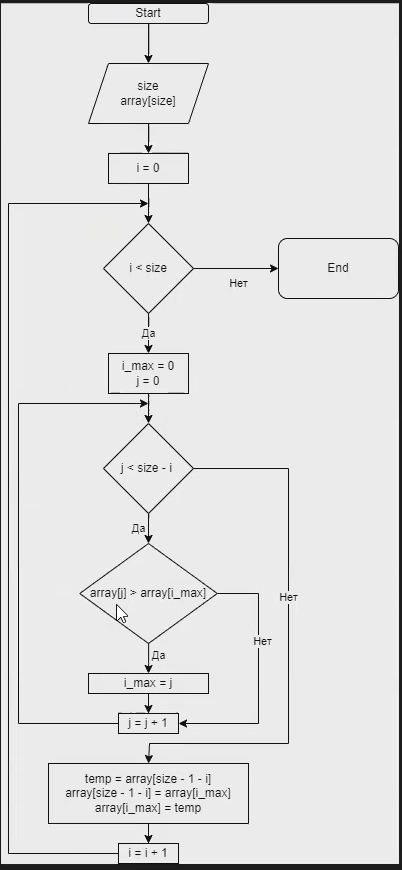 Start
size
array[size]
i = 0
i < size
Нет
End
Да
i_max = 0
j = 0
j < size - i
Да
array[j] > array[i_max]
Нет
Нет
Да
i_max = j
j = j + 1
temp = array[size - 1 - i]
array[size - 1 - i] = array[i_max]
array[i_max] = temp
i = i + 1